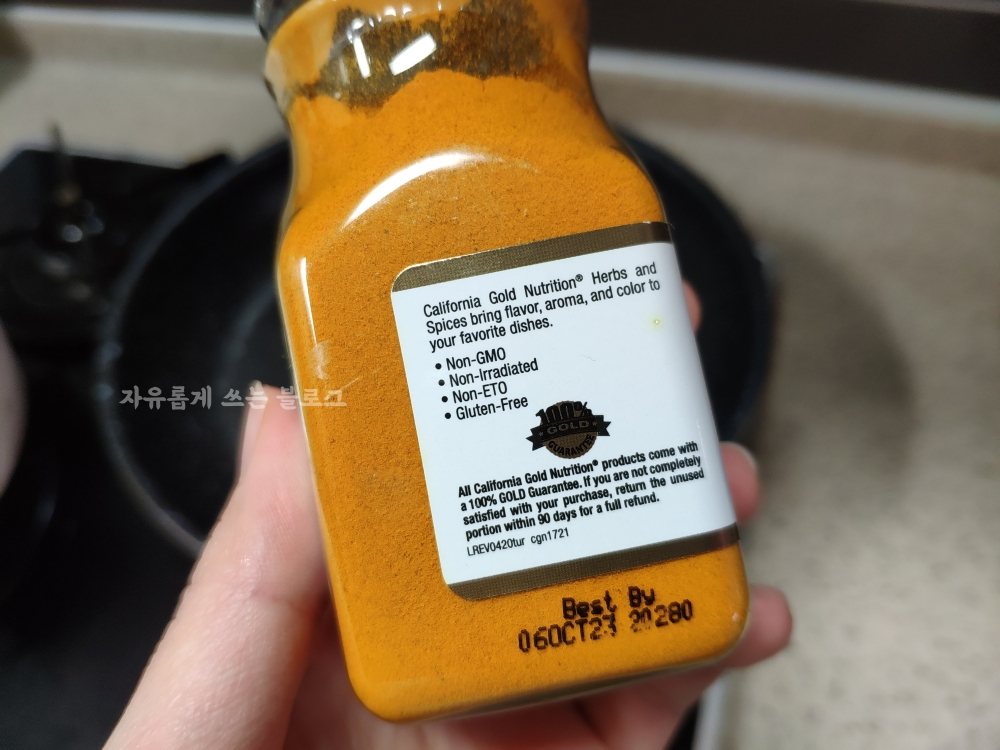 California Gold Nutrition® Herbs and
Spices bring flavor, aroma, and color to
your favorite dishes.
• Non-GMO
• Non-Irradiated
• Non-ETO
• Gluten-Free
100%
GOLD
GUARANTEE
All California Gold Nutrition® products come with
a 100% GOLD Guarantee. If you are not completely
satisfied with your purchase, return the unused
portion within 90 days for a full refund.
LREV0420tur cgn1721
Best By
06OCT23 20280
자유롭게 쓰는 블로그